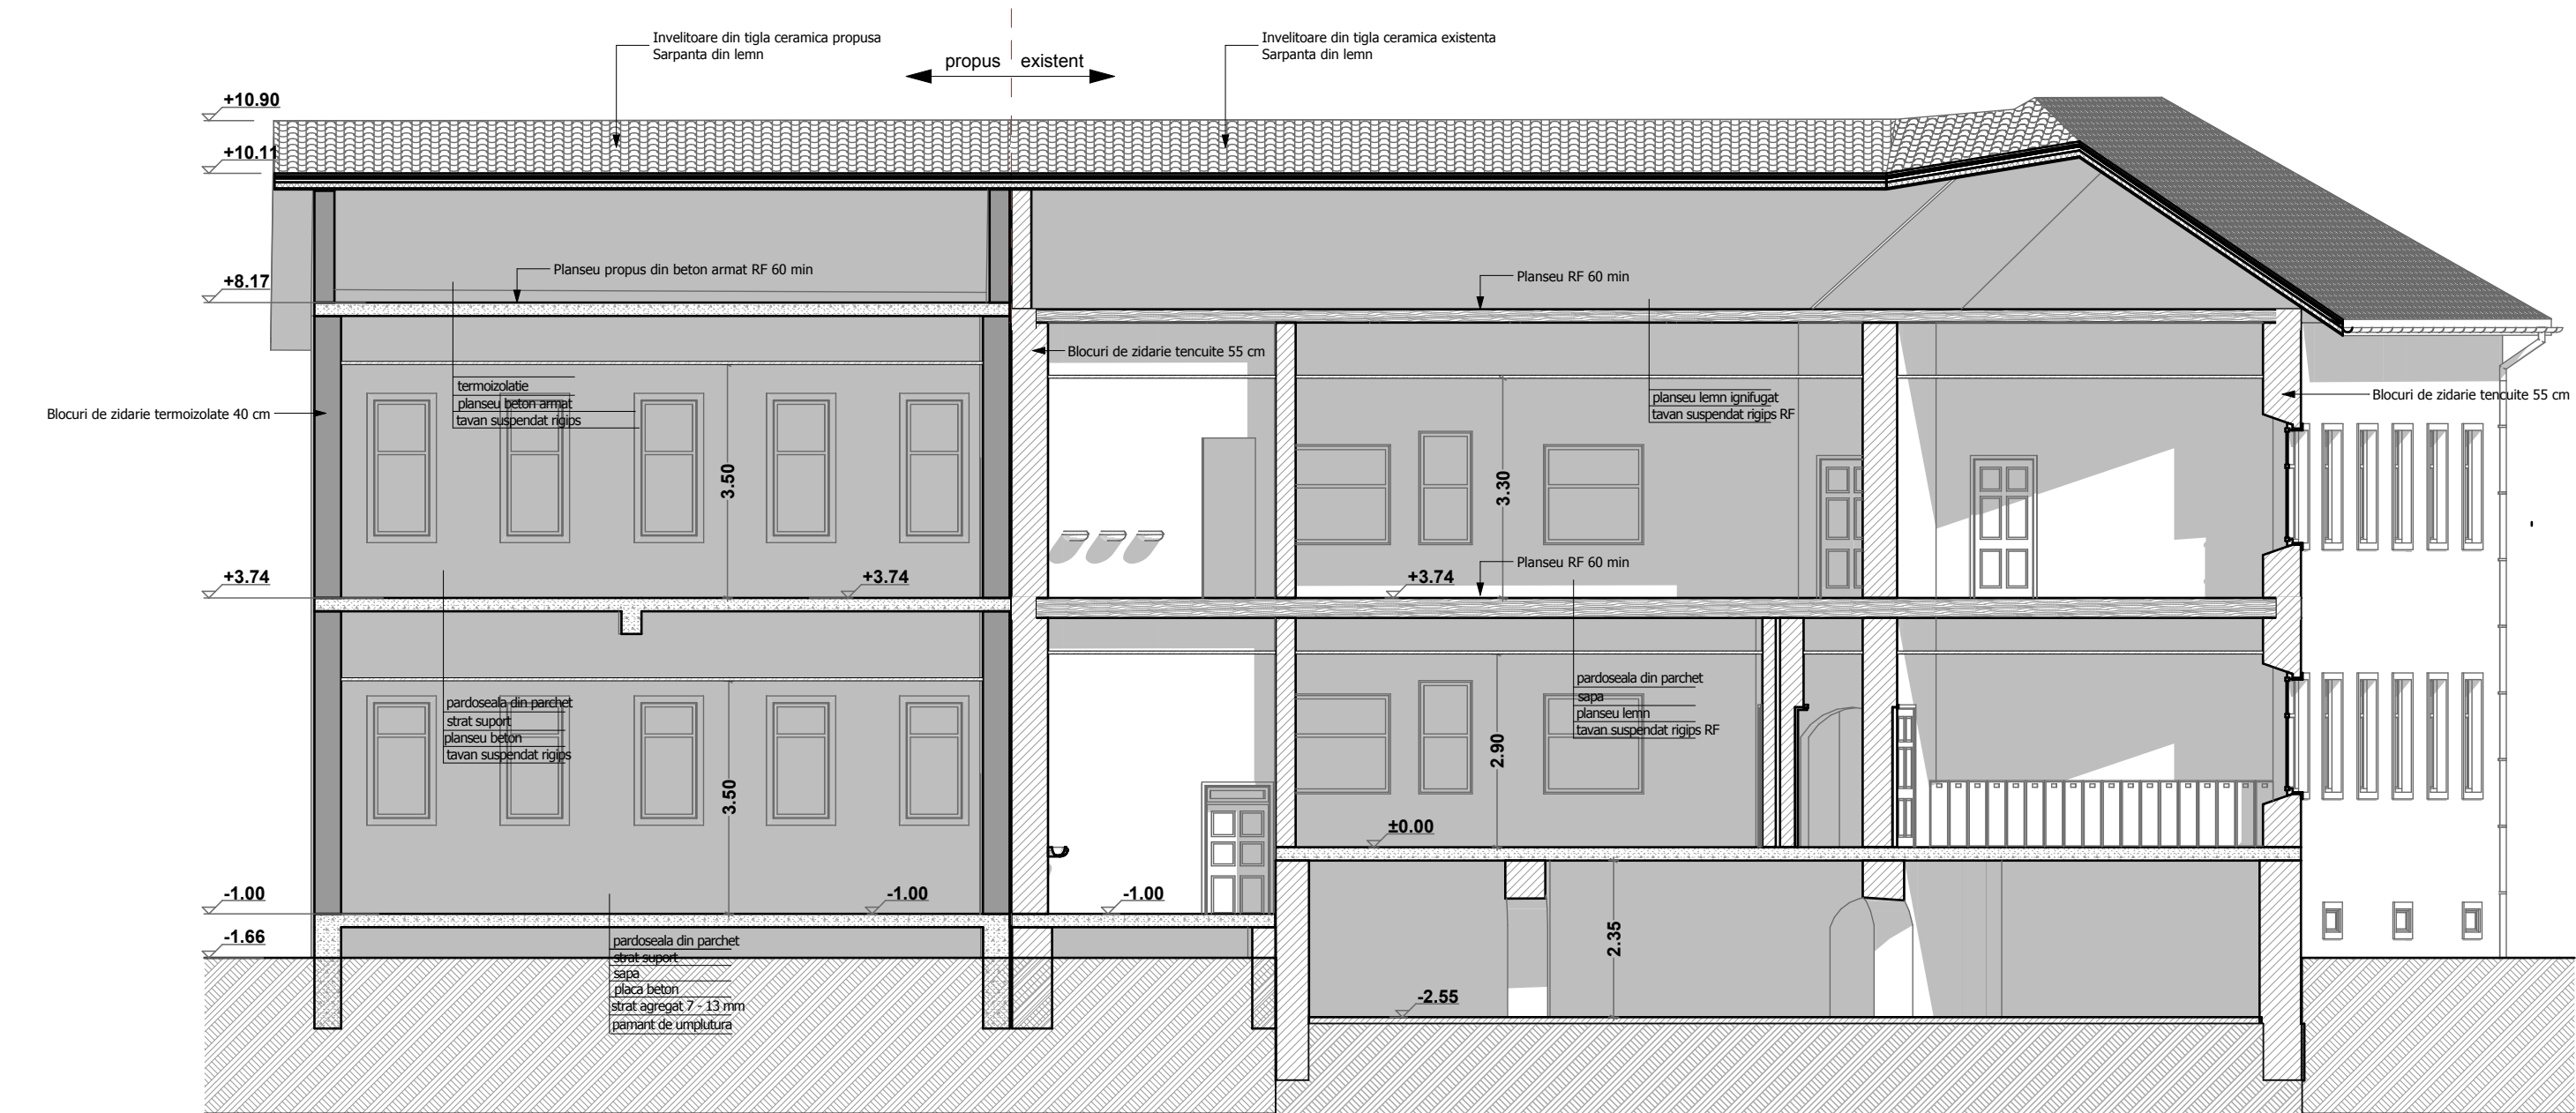 Invelitoare din tigla ceramica propusa
Sarpanta din lemn
propus existent
Invelitoare din tigla ceramica existenta
Sarpanta din lemn
+10.90
+10.11
+8.17
Planseu propus din beton armat RF 60 min
Planseu RF 60 min
Blocuri de zidarie tencuite 55 cm
termoizolatie
planseu beton armat
tavan suspendat rigips
planseu lemn ignifugat
tavan suspendat rigips RF
Blocuri de zidarie termoizolate 40 cm
Blocuri de zidarie tencuite 55 cm
3.50
3.30
+3.74
+3.74
+3.74
Planseu RF 60 min
pardoseala din parchet
strat suport
planseu beton
tavan suspendat rigips
pardoseala din parchet
sapa
planseu lemn
tavan suspendat rigips RF
3.50
2.90
±0.00
-1.00
-1.00
-1.00
-1.66
pardoseala din parchet
strat suport
sapa
placa beton
strat agregat 7 - 13 mm
pamant de umplutura
2.35
-2.55